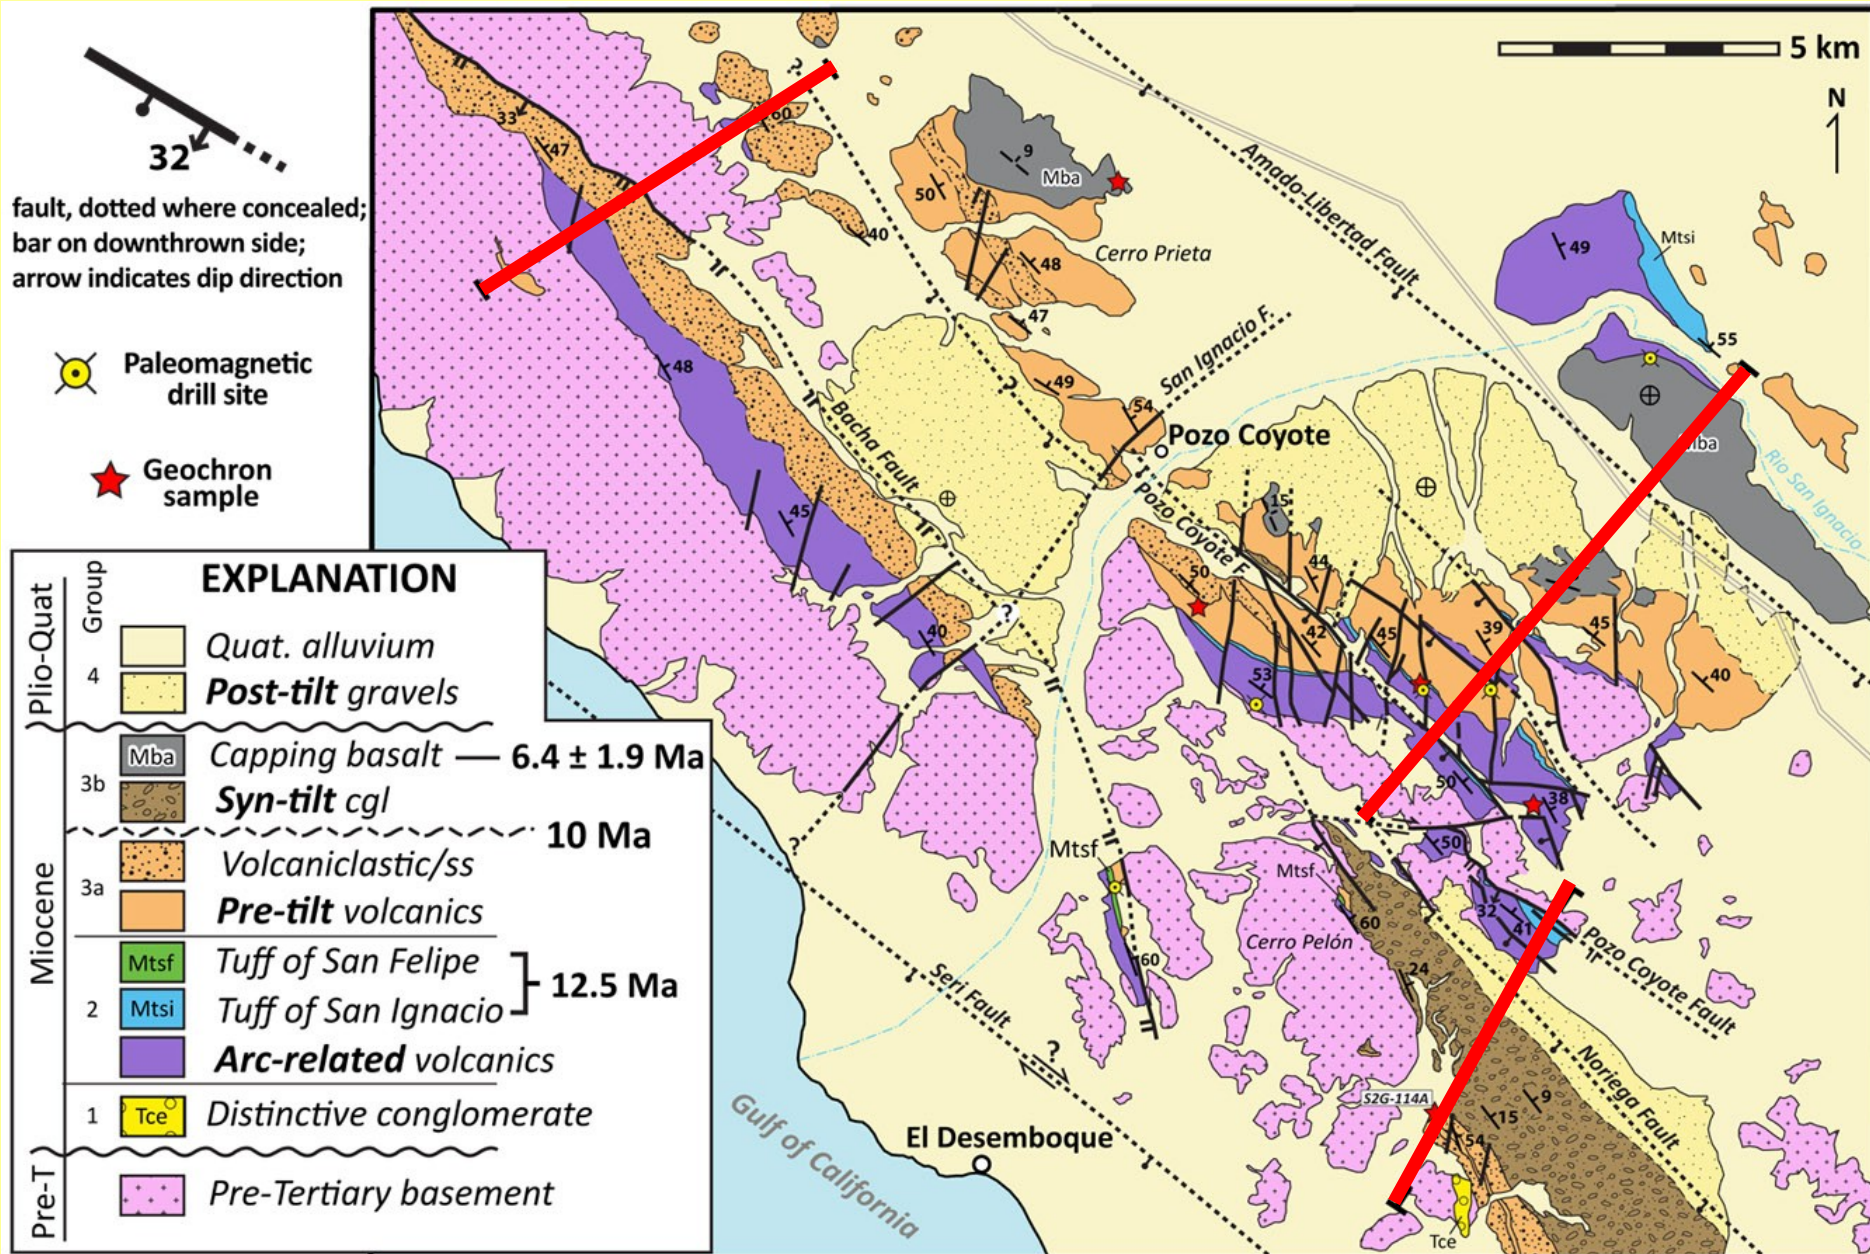 32
fault, dotted where concealed;
bar on downthrown side;
arrow indicates dip direction
Paleomagnetic
drill site
Geochron
sample
EXPLANATION
Plio-Quat
Miocene
Pre-T
Group
4
3b
3a
2
1
Quat. alluvium
Post-tilt gravels
Mba
Capping basalt — 6.4 ± 1.9 Ma
Syn-tilt cgl
10 Ma
Volcaniclastic/ss
Pre-tilt volcanics
Mtsf
Tuff of San Felipe
12.5 Ma
Mtsi
Tuff of San Ignacio
Arc-related volcanics
Tce
Distinctive conglomerate
Pre-Tertiary basement
5 km
N
?
60
33
47
9
Mba
50
40
48
Cerro Prieta
47
Amado-Libertad Fault
49
Mtsi
55
San Ignacio F.
?
49
54
48
Pozo Coyote
Bacha Fault
Pozo Coyote F.
Mba
Rio San Ignacio
15
45
50
44
42
45
39
45
40
?
40
53
50
38
50
?
Mtsf
Mtsf
60
32
41
Cerro Pelón
60
24
Pozo Coyote Fault
Seri Fault
?
Noriega Fault
S2G-114A
9
15
54
Gulf of California
El Desemboque
Tce